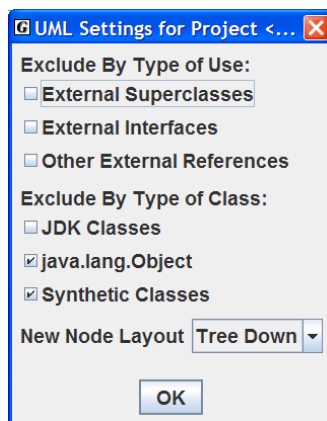 G UML Settings for Project <...
Exclude By Type of Use:
External Superclasses
External Interfaces
Other External References
Exclude By Type of Class:
JDK Classes
java.lang.Object
Synthetic Classes
New Node Layout Tree Down
OK